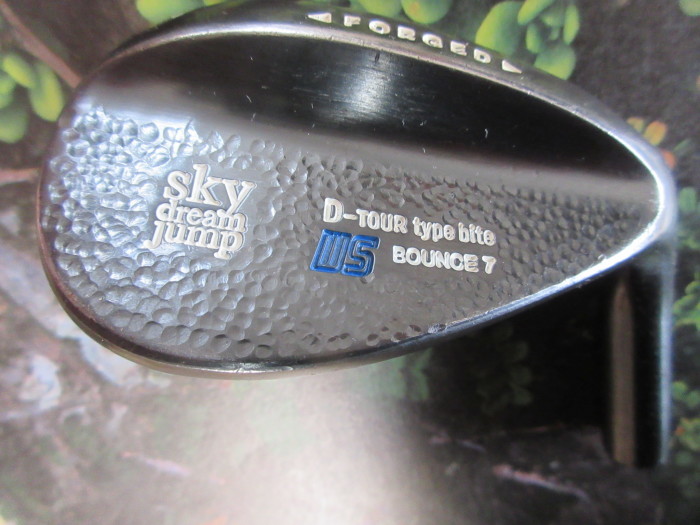 ◀ FORGED ▶
sky
dream
jump
D-TOUR type bite
WS BOUNCE 7